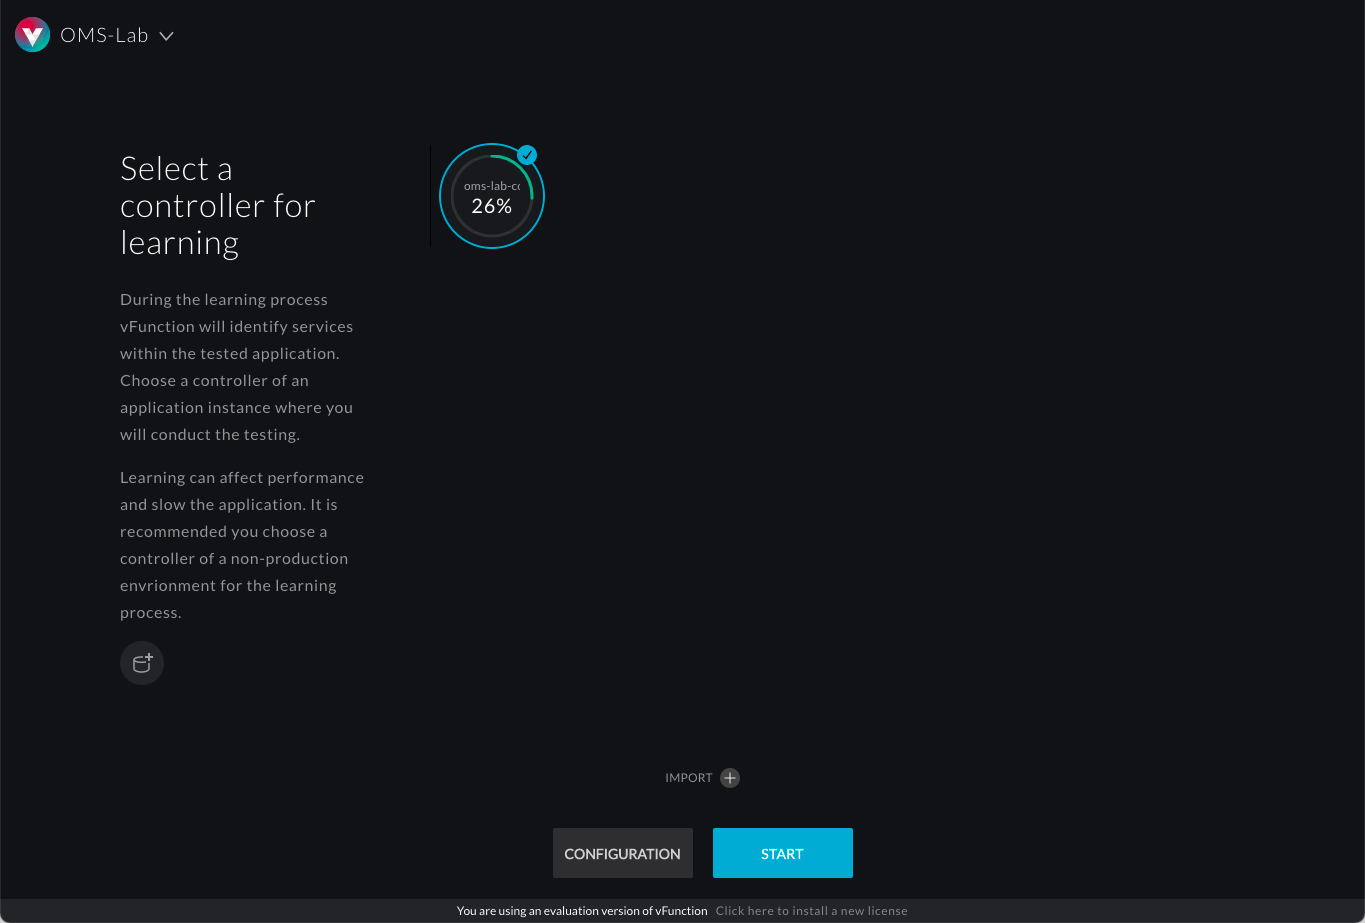 OMS-Lab
Select a
controller for
learning
During the learning process
vFunction will identify services
within the tested application.
Choose a controller of an
application instance where you
will conduct the testing.
Learning can affect performance
and slow the application. It is
recommended you choose a
controller of a non-production
envrionment for the learning
process.
oms-lab-co
26%
IMPORT
CONFIGURATION
START
You are using an evaluation version of vFunction Click here to install a new license